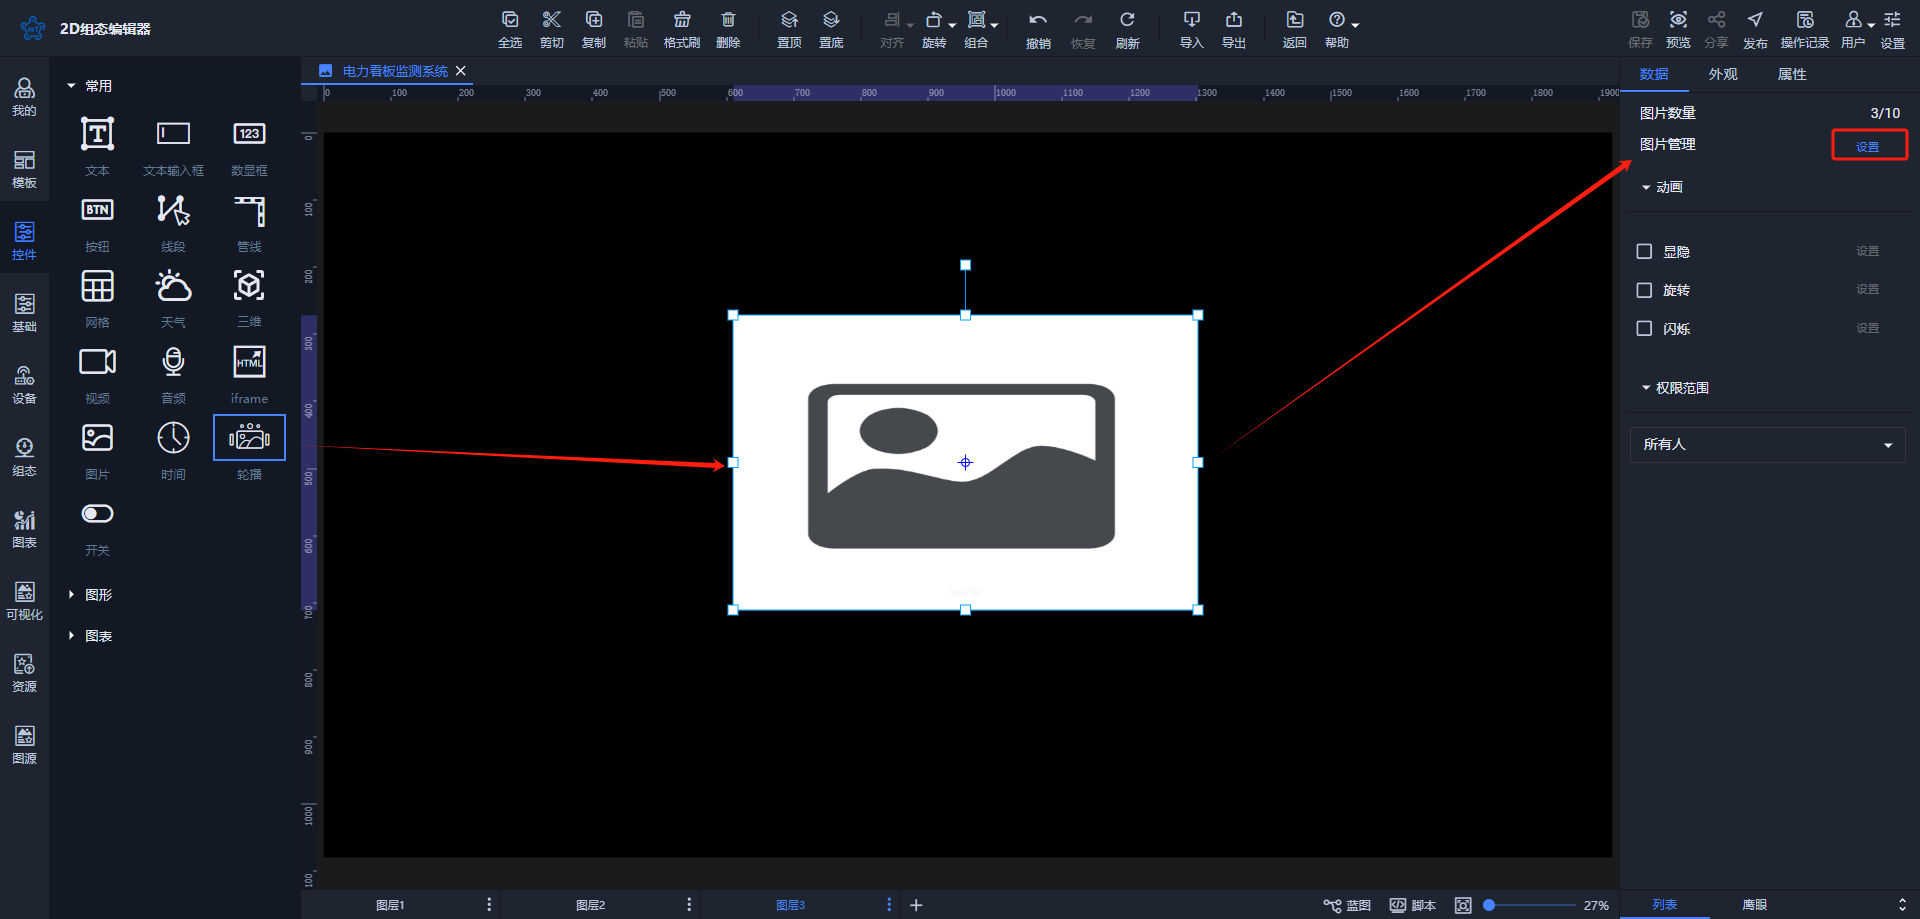 2D组态编辑器
全选 剪切 复制 粘贴 格式刷 删除 置顶 置底 对齐 旋转 组合 撤销 恢复 刷新 导入 导出 返回 帮助 保存 预览 分享 发布 操作记录 用户 设置
我的
模板
控件
基础
设备
组态
图表
可视化
资源
图源
常用
T
123
文本 文本输入框 数显框
BTN
按钮 线段 管线
网格 天气 三维
HTML
视频 音频 iframe
图片 时间 轮播
开关
图形
图表
电力看板监测系统
0 100 200 300 400 500 600 700 800 900 1000 1100 1200 1300 1400 1500 1600 1700 1800 1900
0
100
200
300
400
500
600
700
800
900
1000
数据 外观 属性
图片数量 3/10
图片管理 设置
动画
显隐 设置
旋转 设置
闪烁 设置
权限范围
所有人
图层1 图层2 图层3 蓝图 脚本 27% 列表 鹰眼